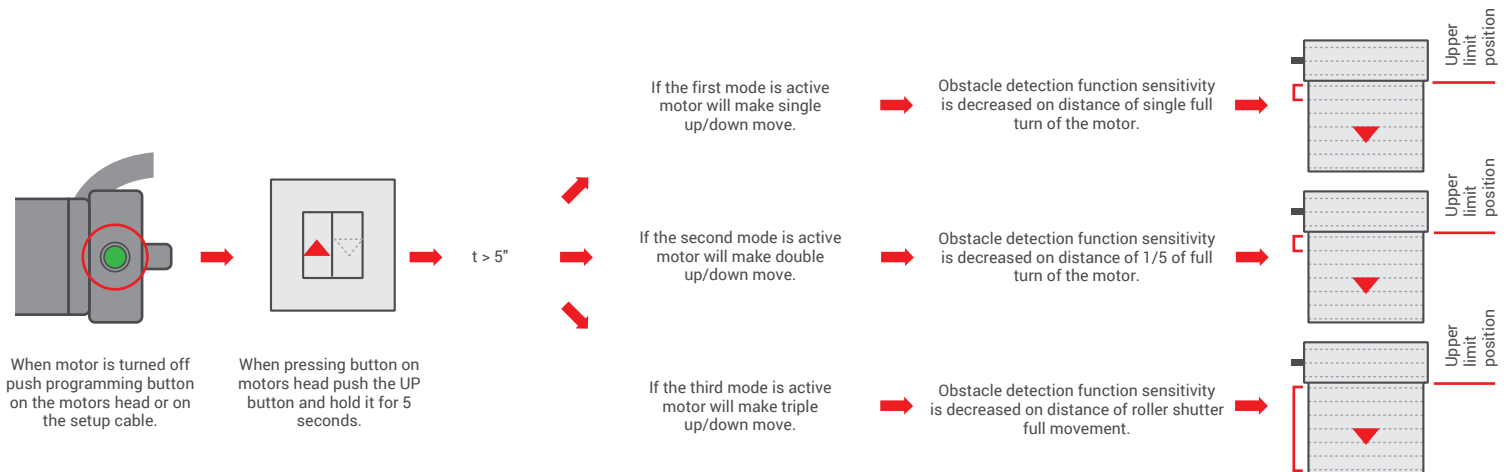 When motor is turned off
push programming button
on the motors head or on
the setup cable.
When pressing button on
motors head push the UP
button and hold it for 5
seconds.
t > 5”
If the first mode is active
motor will make single
up/down move.
Obstacle detection function sensitivity
is decreased on distance of single full
turn of the motor.
Upper
limit
position
If the second mode is active
motor will make double
up/down move.
Obstacle detection function sensitivity
is decreased on distance of 1/5 of full
turn of the motor.
Upper
limit
position
If the third mode is active
motor will make triple
up/down move.
Obstacle detection function sensitivity
is decreased on distance of roller shutter
full movement.
Upper
limit
position